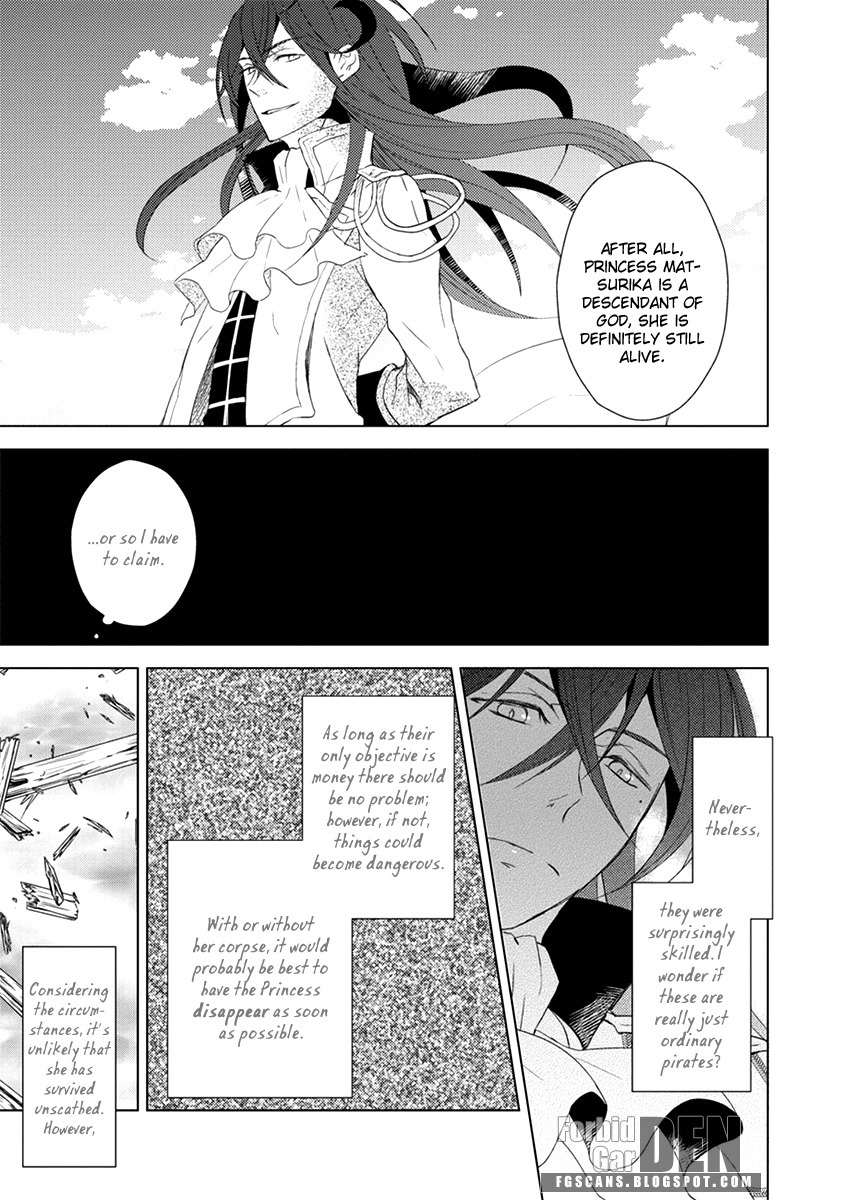 AFTER ALL,
PRINCESS MAT-
SURIKA IS A
DESCENDANT OF
GOD, SHE IS
DEFINITELY STILL
ALIVE.
...or so I have
to claim.
Never-
theless,
they were
surprisingly
skilled. I
wonder if
these are
really just
ordinary
pirates?
As long as their
only objective is
money there should
be no problem;
however, if not,
things could
become dangerous.
With or without
her corpse, it would
probably be best to
have the Princess
disappear as soon
as possible.
Considering
the circum-
stances, it's
unlikely that
she has
survived
unscathed.
However,
Forbid
Gar
DEN
FGSCANS.BLOGSPOT.COM